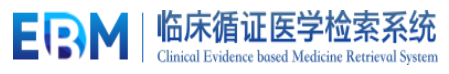 EBM
临床循证医学检索系统
Clinical Evidence based Medicine Retrieval System